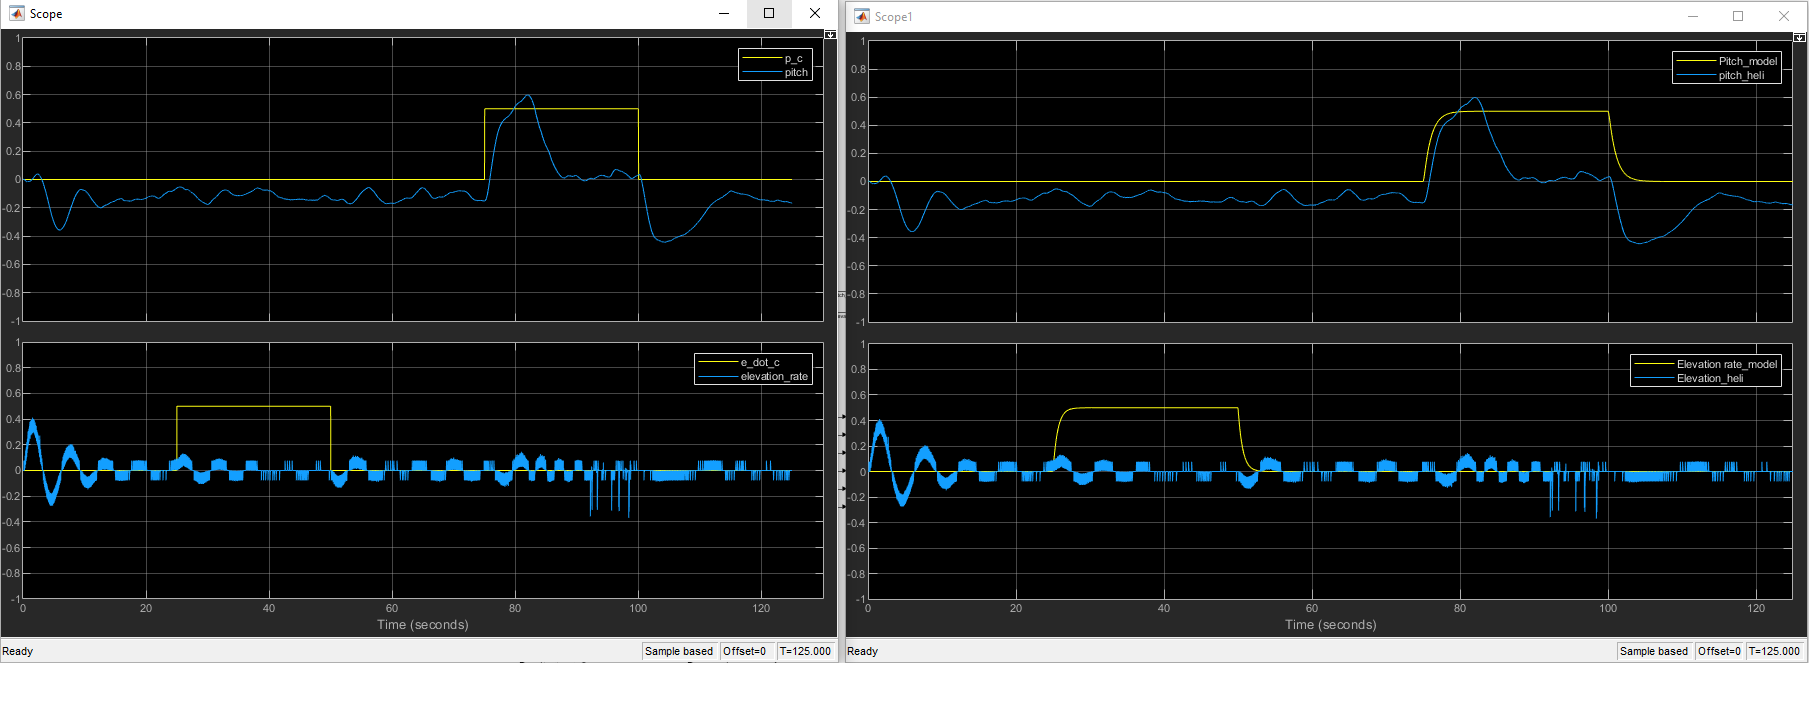 Scope
1
0.8
0.6
0.4
0.2
0
-0.2
-0.4
-0.6
-0.8
-1
p_c
pitch
1
0.8
0.6
0.4
0.2
0
-0.2
-0.4
-0.6
-0.8
-1
e_dot_c
elevation_rate
0 20 40 60 80 100 120
Time (seconds)
Ready Sample based Offset=0 T=125.000
Scope1
1
0.8
0.6
0.4
0.2
0
-0.2
-0.4
-0.6
-0.8
-1
Pitch_model
pitch_heli
1
0.8
0.6
0.4
0.2
0
-0.2
-0.4
-0.6
-0.8
-1
Elevation rate_model
Elevation_heli
0 20 40 60 80 100 120
Time (seconds)
Ready Sample based Offset=0 T=125.000